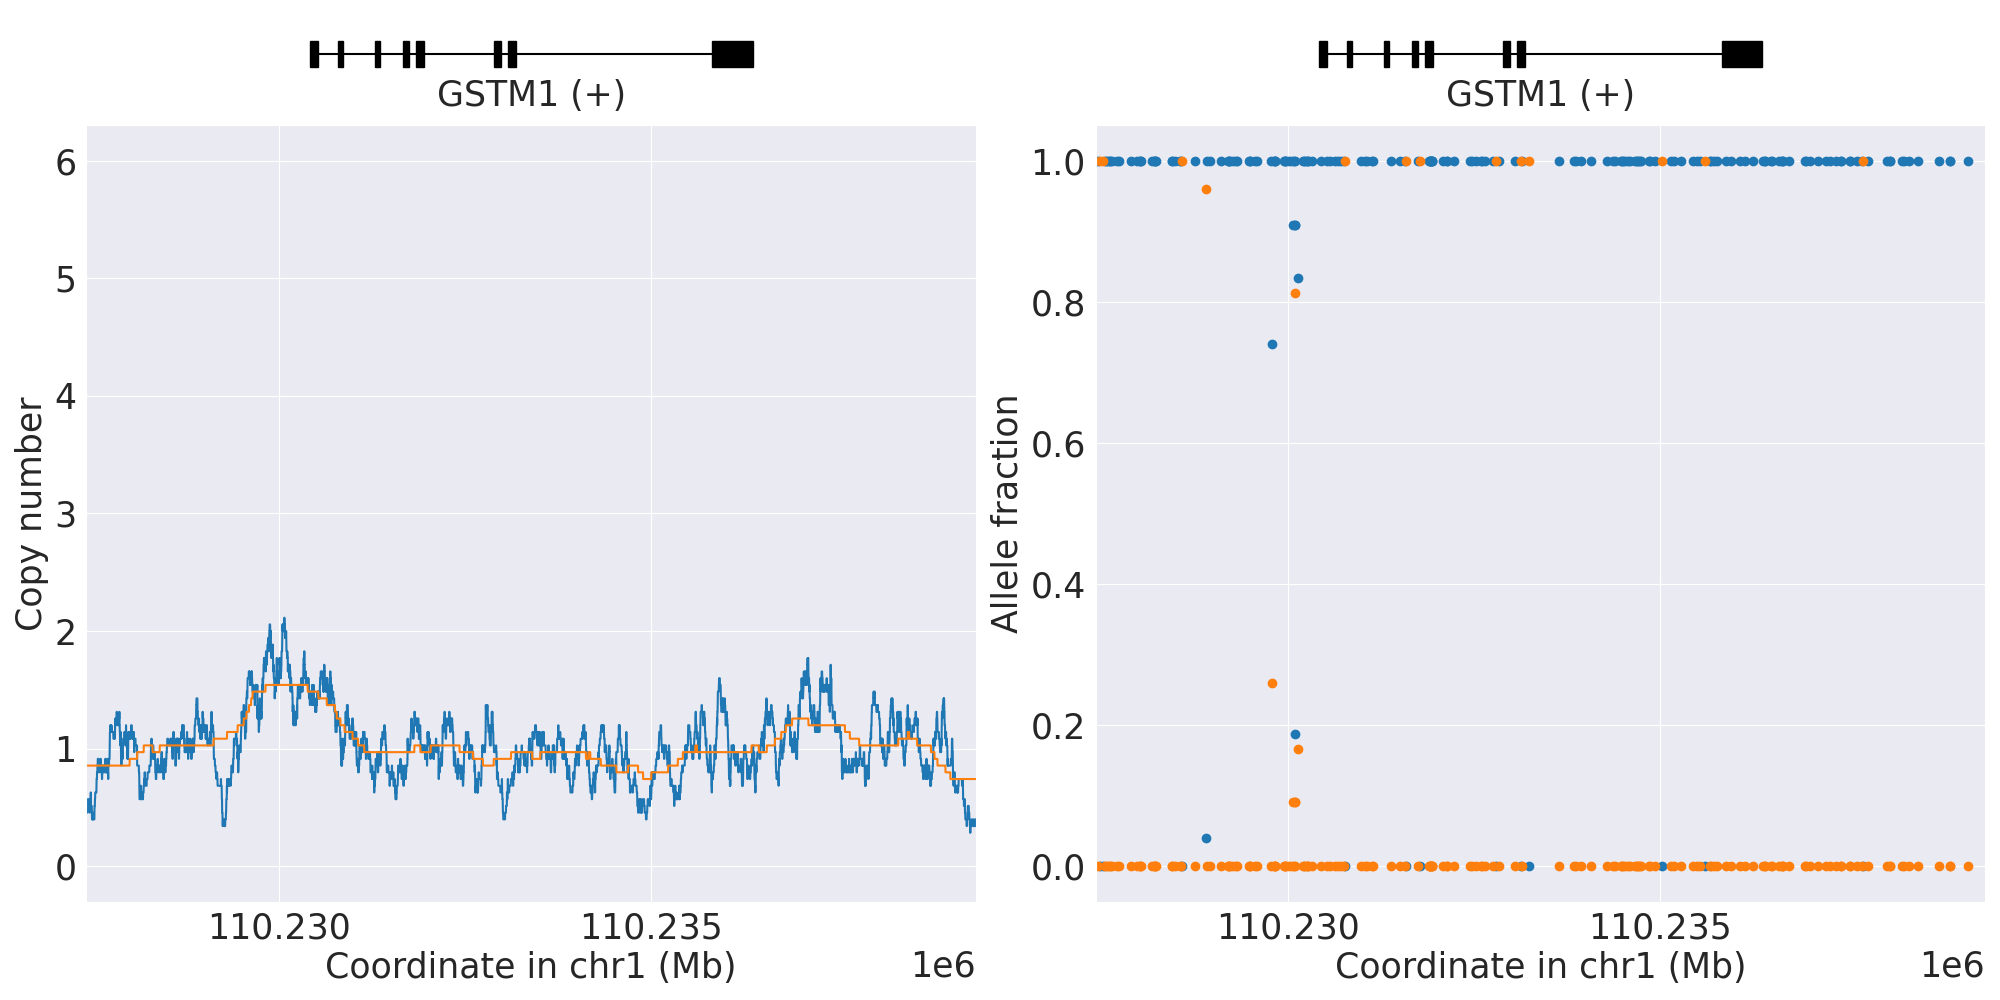 GSTM1 (+)
6
5
4
3
2
1
0
Copy number
110.230
110.235
Coordinate in chr1 (Mb)
1e6
GSTM1 (+)
1.0
0.8
0.6
0.4
0.2
0.0
Allele fraction
110.230
110.235
Coordinate in chr1 (Mb)
1e6